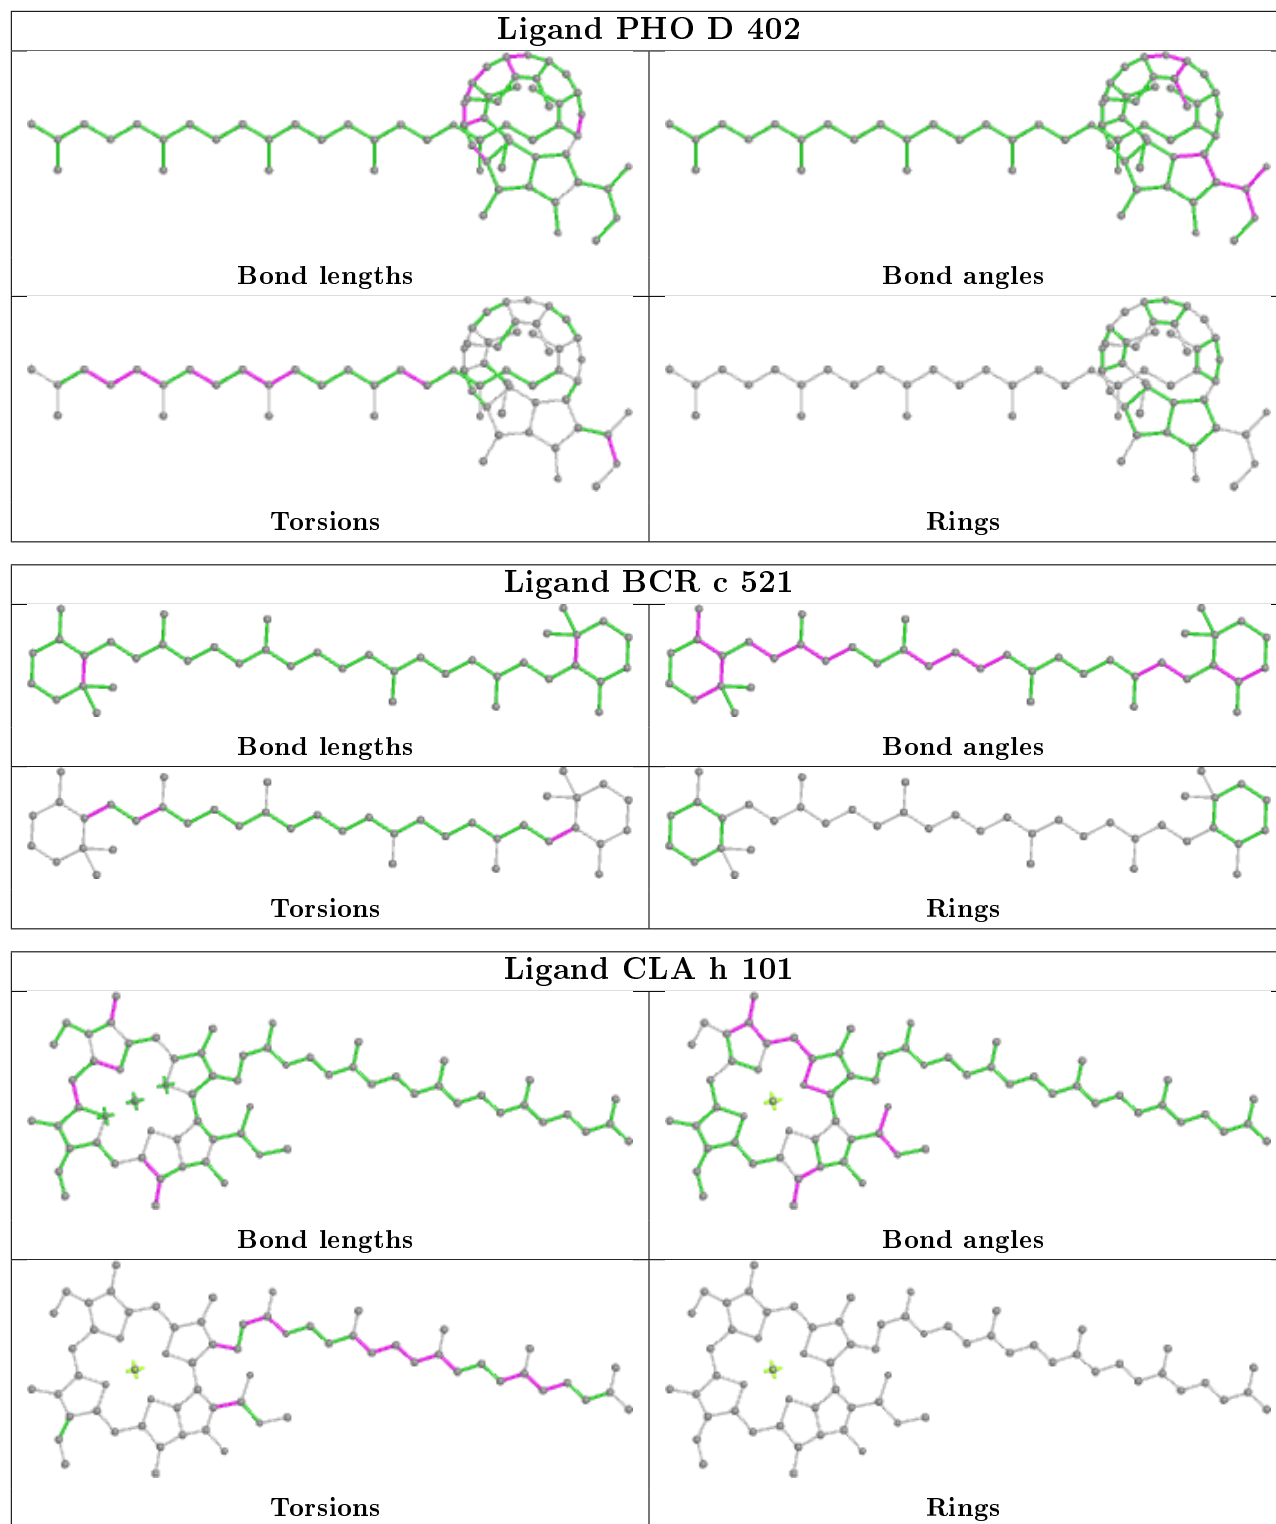 Ligand PHO D 402
Bond lengths
Bond angles
Torsions
Rings
Ligand BCR c 521
Bond lengths
Bond angles
Torsions
Rings
Ligand CLA h 101
Bond lengths
Bond angles
Torsions
Rings